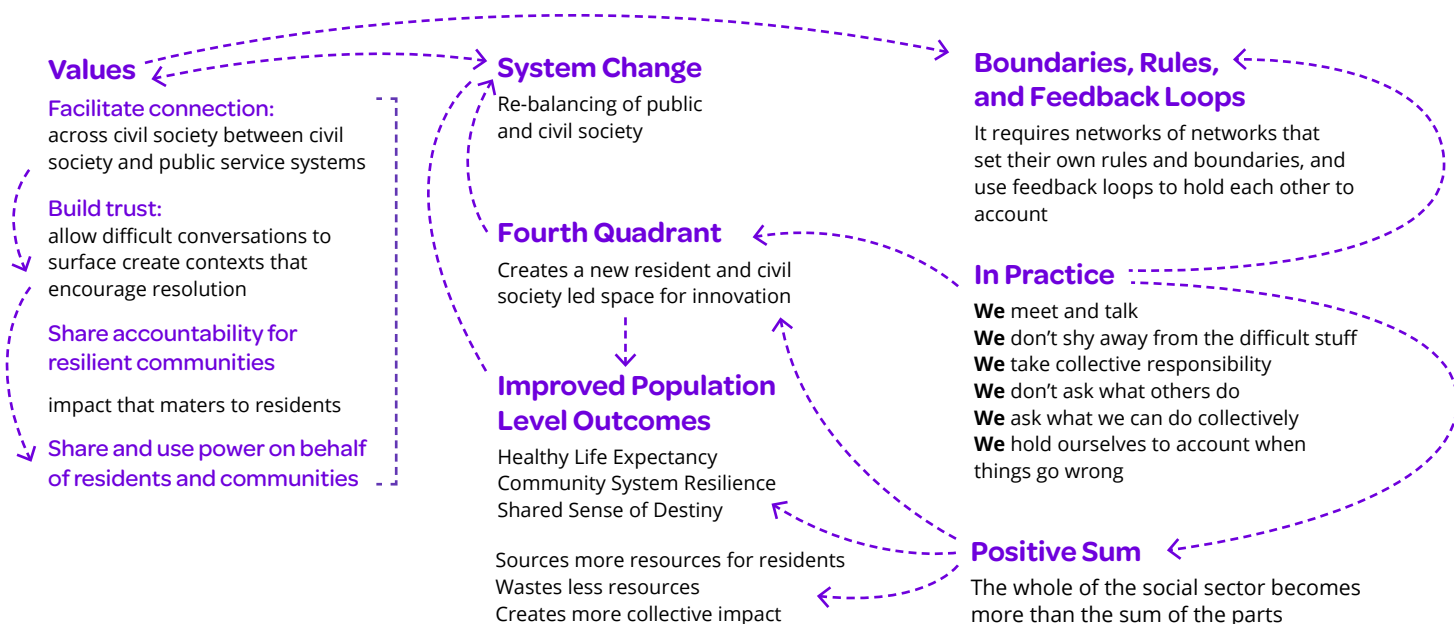 Values
Facilitate connection:
across civil society between civil
society and public service systems
Build trust:
allow difficult conversations to
surface create contexts that
encourage resolution
Share accountability for
resilient communities
impact that maters to residents
Share and use power on behalf
of residents and communities
System Change
Re-balancing of public
and civil society
Fourth Quadrant
Creates a new resident and civil
society led space for innovation
Improved Population
Level Outcomes
Healthy Life Expectancy
Community System Resilience
Shared Sense of Destiny
Sources more resources for residents
Wastes less resources
Creates more collective impact
Boundaries, Rules,
and Feedback Loops
It requires networks of networks that
set their own rules and boundaries, and
use feedback loops to hold each other to
account
In Practice
We meet and talk
We don’t shy away from the difficult stuff
We take collective responsibility
We don’t ask what others do
We ask what we can do collectively
We hold ourselves to account when
things go wrong
Positive Sum
The whole of the social sector becomes
more than the sum of the parts